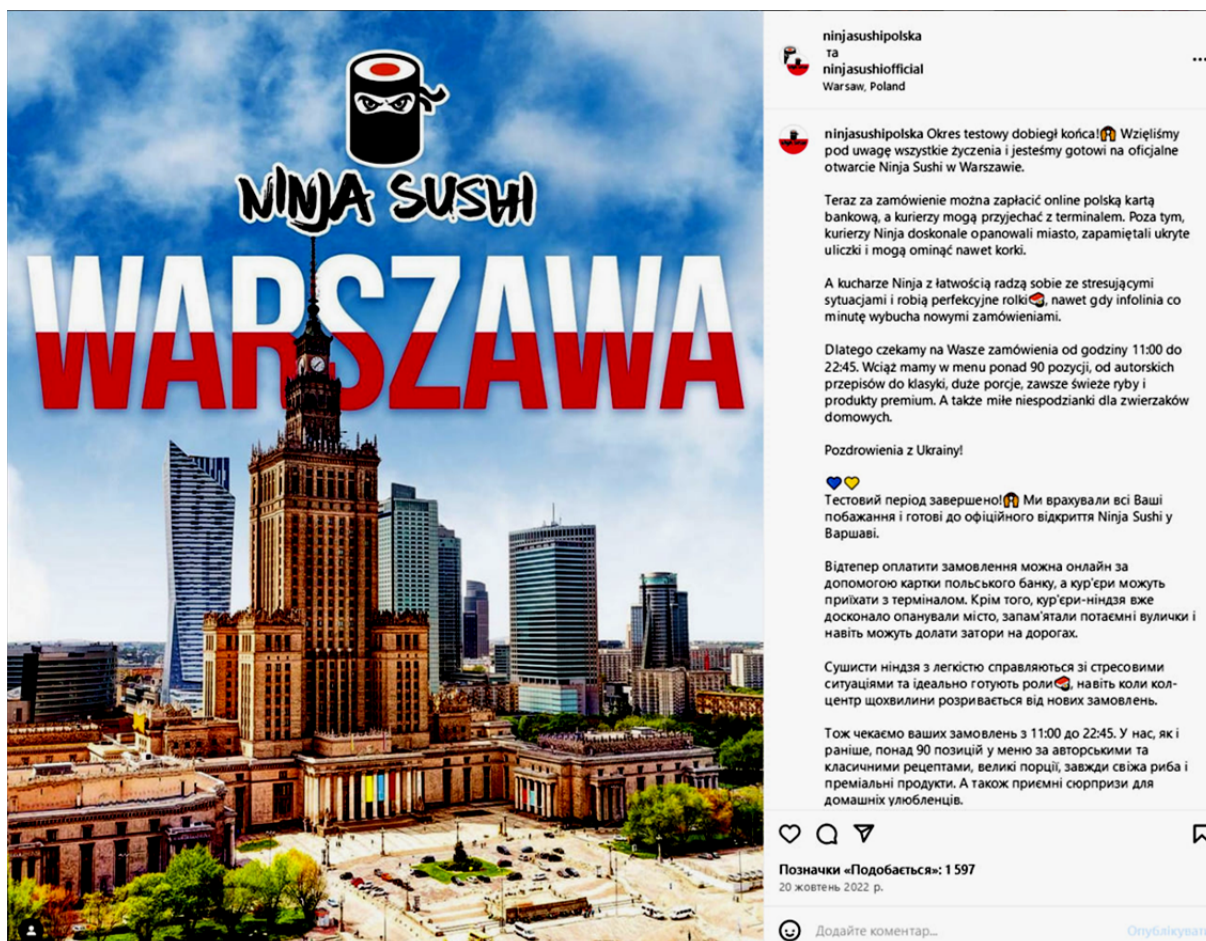 NINJA SUSHI
WARSZAWA
ninjasushipolska
та
ninjasushiofficial
Warsaw, Poland
ninjasushipolska Okres testowy dobiegł końca! Wzięliśmy
pod uwagę wszystkie życzenia i jesteśmy gotowi na oficjalne
otwarcie Ninja Sushi w Warszawie.
Teraz za zamówienie można zapłacić online polską kartą
bankową, a kurierzy mogą przyjechać z terminalem. Poza tym,
kurierzy Ninja doskonale opanowali miasto, zapamiętali ukryte
uliczki i mogą ominąć nawet korki.
A kucharze Ninja z łatwością radzą sobie ze stresującymi
sytuacjami i robią perfekcyjne rolki🍣, nawet gdy infolinia co
minutę wybucha nowymi zamówieniami.
Dlatego czekamy na Wasze zamówienia od godziny 11:00 do
22:45. Wciąż mamy w menu ponad 90 pozycji, od autorskich
przepisów do klasyki, duże porcje, zawsze świeże ryby i
produkty premium. A także miłe niespodzianki dla zwierzaków
domowych.
Pozdrowienia z Ukrainy!
💙💛
Тестовий період завершено! Ми врахували всі Ваші
побажання і готові до офіційного відкриття Ninja Sushi у
Варшаві.
Відтепер оплатити замовлення можна онлайн за
допомогою картки польського банку, а кур'єри можуть
приїхати з терміналом. Крім того, кур'єри-ніндзя вже
досконало опанували місто, запам'ятали потаємні вулички і
навіть можуть долати затори на дорогах.
Сушисти ніндзя з легкістю справляються зі стресовими
ситуаціями та ідеально готують роли🍣, навіть коли кол-
центр щохвилини розривається від нових замовлень.
Тож чекаємо ваших замовлень з 11:00 до 22:45. У нас, як і
раніше, понад 90 позицій у меню за авторськими та
класичними рецептами, великі порції, завжди свіжа риба і
преміальні продукти. А також приємні сюрпризи для
домашніх улюбленців.
Позначки «Подобається»: 1 597
20 жовтень 2022 р.
Додайте коментар...
Опублікувати